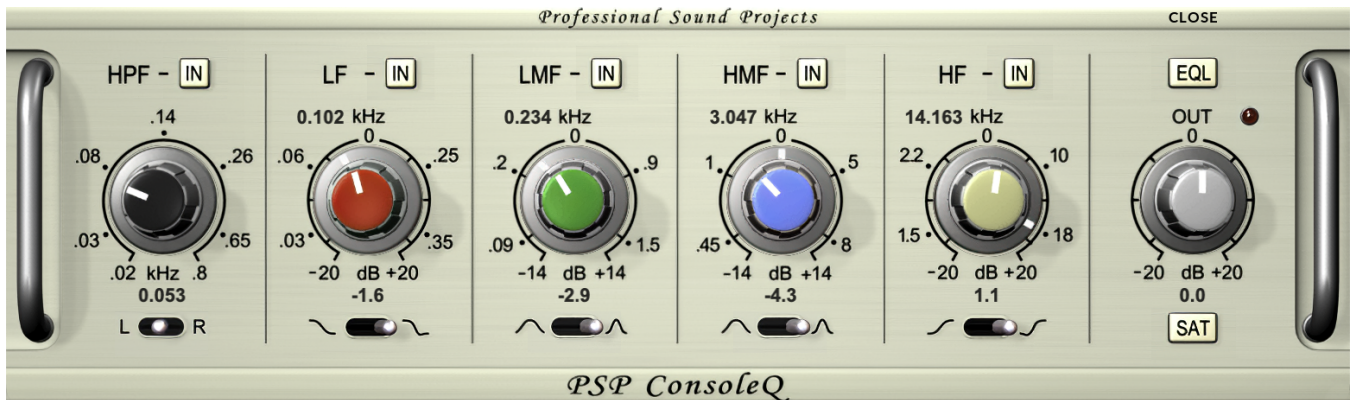 Professional Sound Projects
CLOSE
HPF - IN
LF - IN
LMF - IN
HMF - IN
HF - IN
EQL
.14
.08
.26
.03
.65
.02 kHz .8
0.053
L R
0.102 kHz
0
.06
.25
.03
.35
-20 dB +20
-1.6
0.234 kHz
0
.2
.9
.09
1.5
-14 dB +14
-2.9
3.047 kHz
0
1
5
.45
8
-14 dB +14
-4.3
14.163 kHz
0
2.2
10
1.5
18
-20 dB +20
1.1
OUT
0
-20 dB +20
0.0
SAT
PSP ConsoleQ